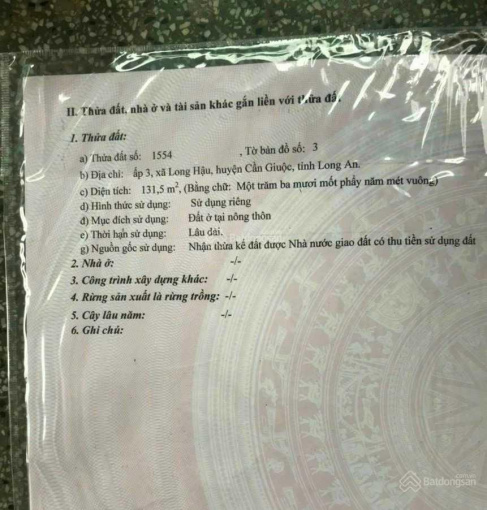 II. Thửa đất, nhà ở và tài sản khác gắn liền với thửa đất.
1. Thửa đất:
a) Thửa đất số: 1554 , Tờ bản đồ số: 3
b) Địa chỉ: ấp 3, xã Long Hậu, huyện Cần Giuộc, tỉnh Long An.
c) Diện tích: 131,5 m², (Bằng chữ: Một trăm ba mươi mốt phẩy năm mét vuông)
d) Hình thức sử dụng: Sử dụng riêng
đ) Mục đích sử dụng: Đất ở tại nông thôn
e) Thời hạn sử dụng: Lâu dài.
g) Nguồn gốc sử dụng: Nhận thừa kế đất được Nhà nước giao đất có thu tiền sử dụng đất
2. Nhà ở: -/-
3. Công trình xây dựng khác: -/-
4. Rừng sản xuất là rừng trồng: -/-
5. Cây lâu năm: -/-
6. Ghi chú:
Batdongsan